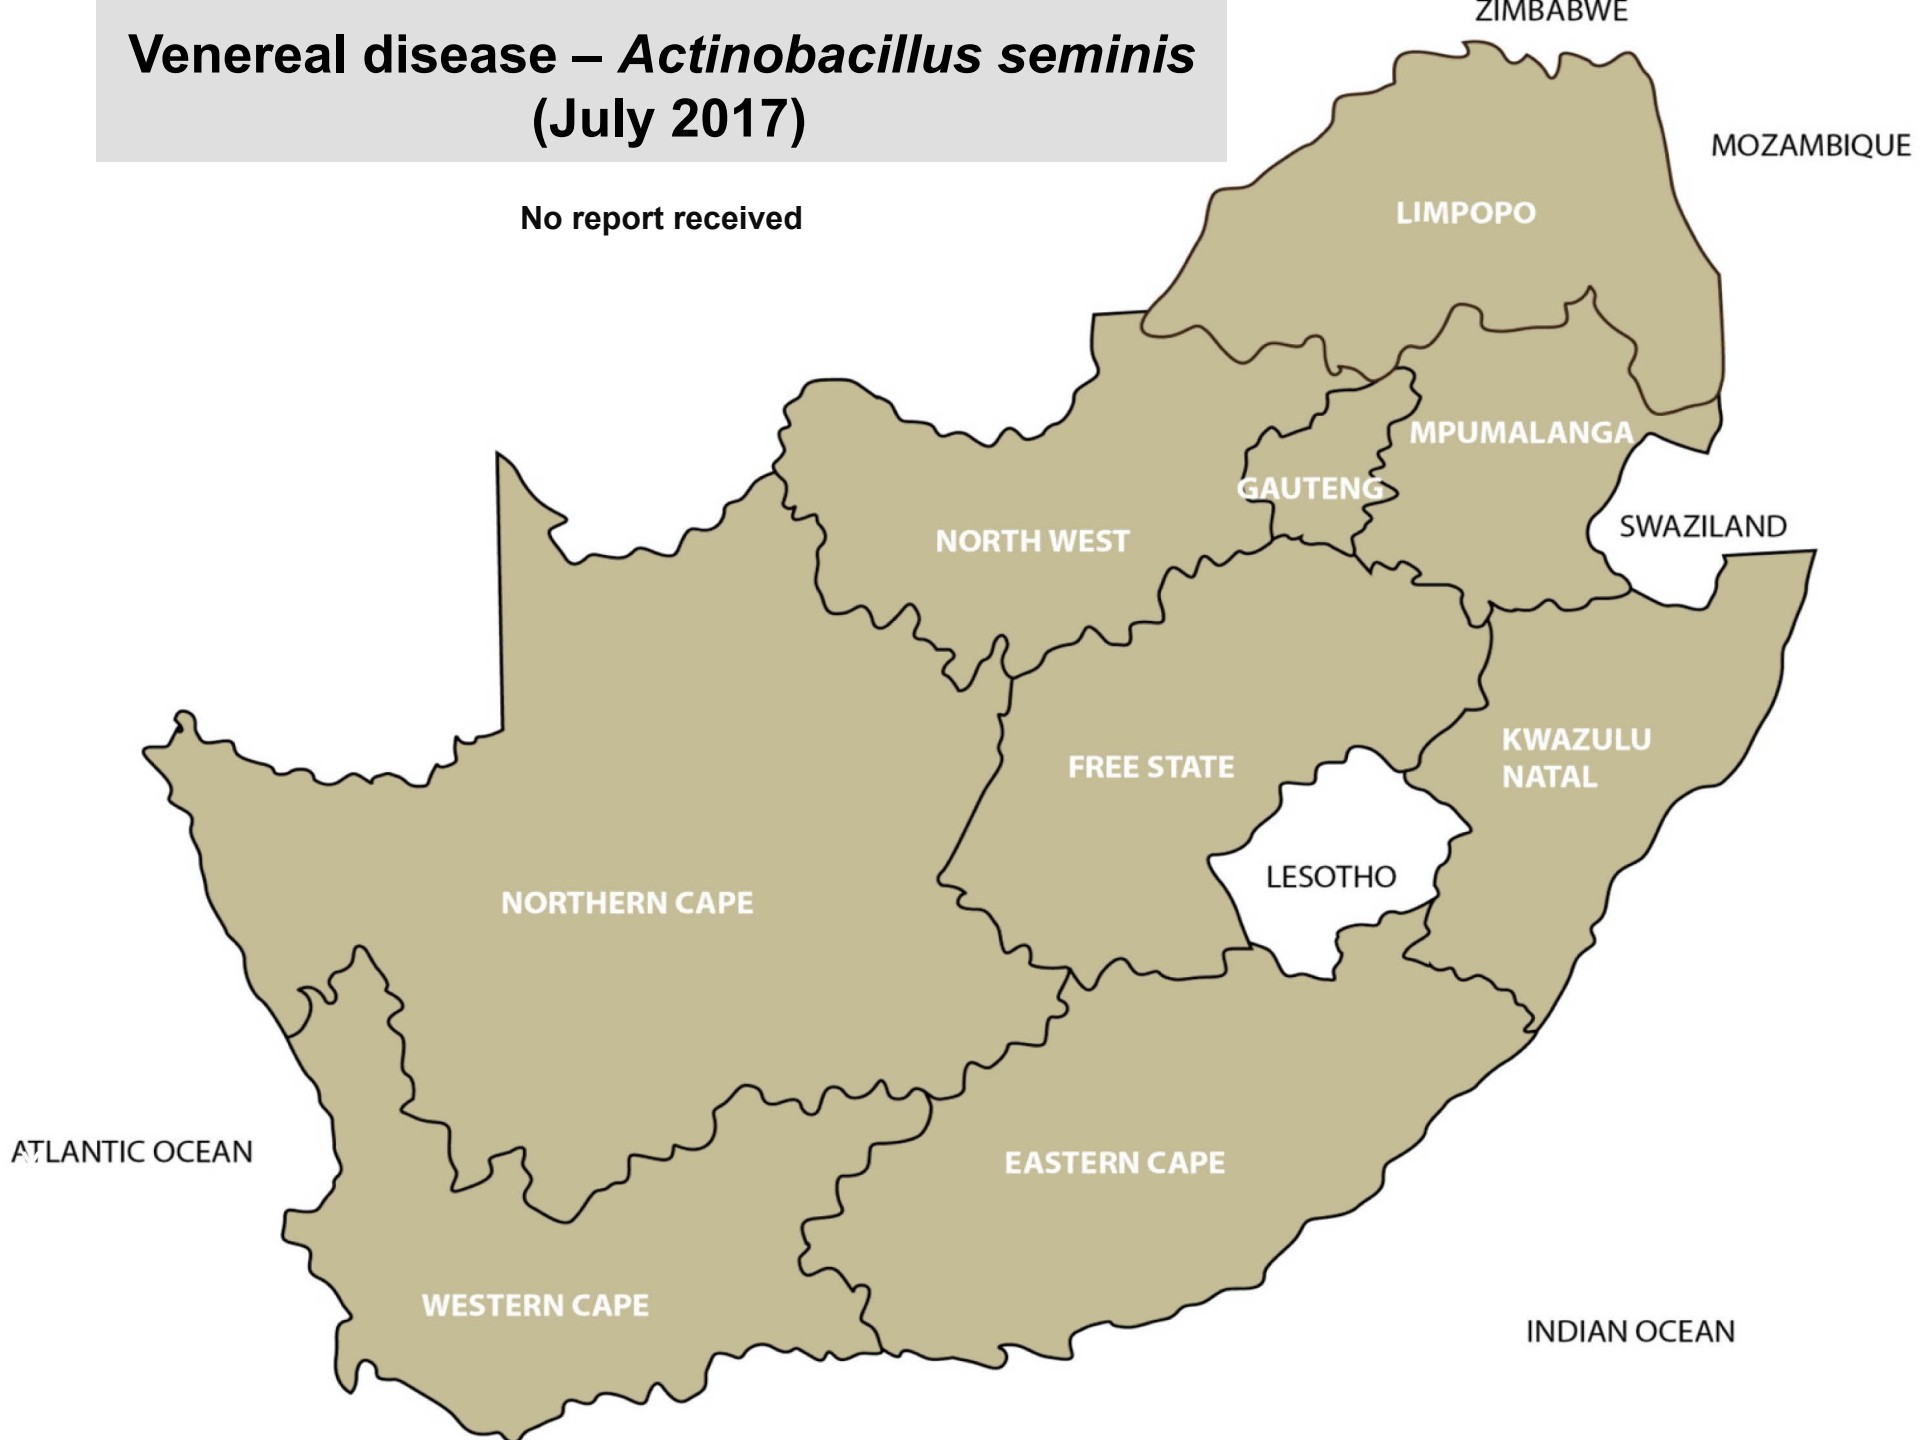 Venereal disease – Actinobacillus seminis
(July 2017)
No report received
ZIMBABWE
MOZAMBIQUE
LIMPOPO
MPUMALANGA
GAUTENG
SWAZILAND
NORTH WEST
KWAZULU
NATAL
FREE STATE
LESOTHO
NORTHERN CAPE
ATLANTIC OCEAN
EASTERN CAPE
WESTERN CAPE
INDIAN OCEAN